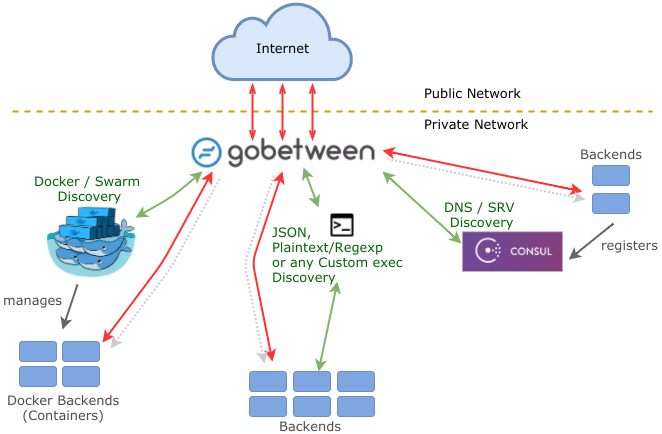 Internet
Public Network
Private Network
gobetween
Backends
Docker / Swarm
Discovery
DNS / SRV
Discovery
JSON,
Plaintext/Regexp
or any Custom exec
Discovery
CONSUL
registers
manages
Docker Backends
(Containers)
Backends